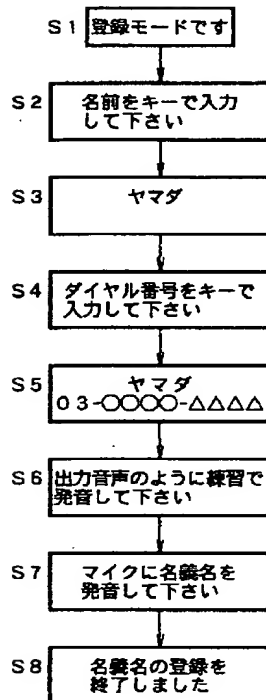 S1 登録モードです
S2 名前をキーで入力
して下さい
S3 ヤマダ
S4 ダイヤル番号をキーで
入力して下さい
S5 ヤマダ
03-〇〇〇〇-△△△△
S6 出力音声のように練習で
発音して下さい
S7 マイクに名義名を
発音して下さい
S8 名義名の登録を
終了しました